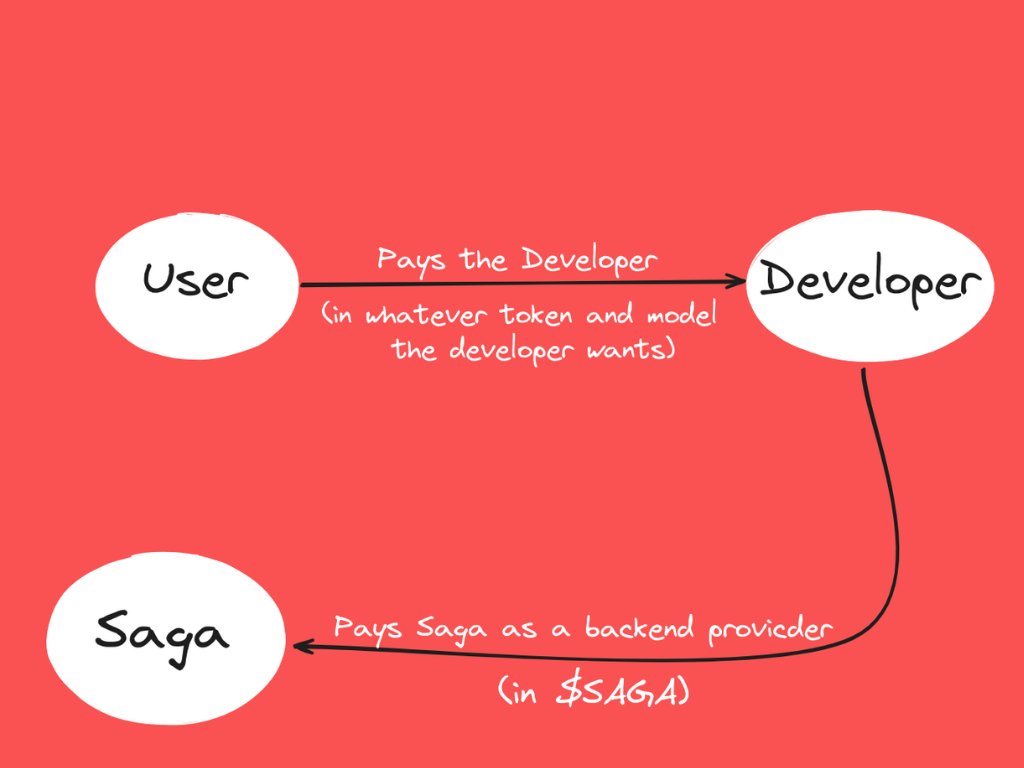 User
Pays the Developer
(in whatever token and model
the developer wants)
Developer
Saga
Pays Saga as a backend provicder
(in $SAGA)